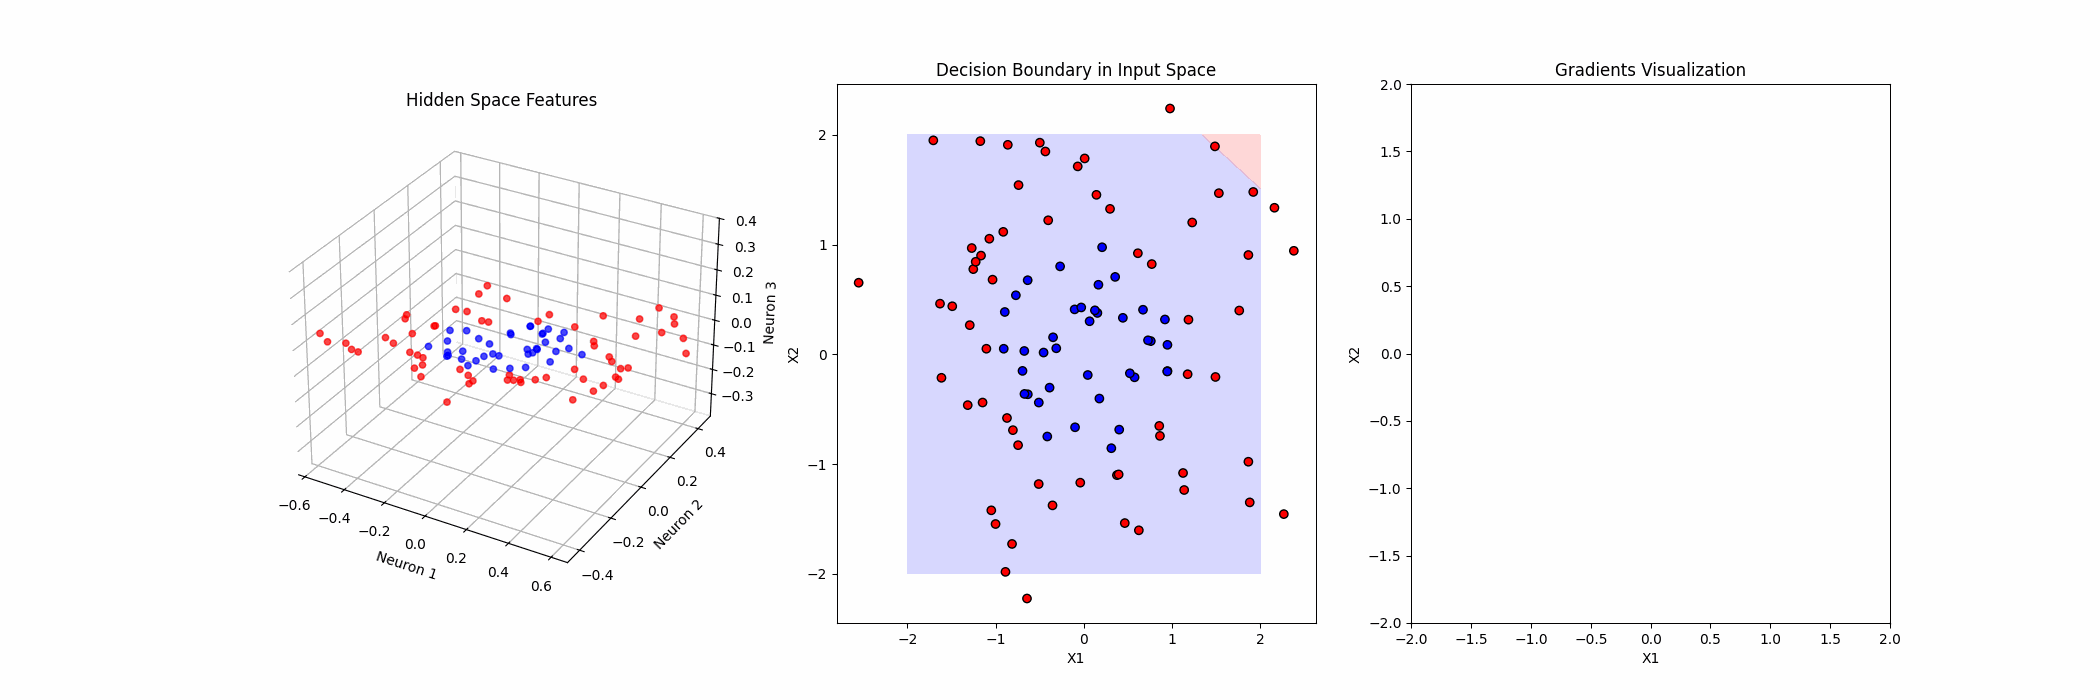 Hidden Space Features
0.4
0.3
0.2
0.1
0.0
−0.1
−0.2
−0.3
Neuron 3
−0.6
−0.4
−0.2
0.0
0.2
0.4
0.6
Neuron 1
−0.4
−0.2
0.0
0.2
0.4
Neuron 2
Decision Boundary in Input Space
2
1
0
−1
−2
X2
−2 −1 0 1 2
X1
Gradients Visualization
2.0
1.5
1.0
0.5
0.0
−0.5
−1.0
−1.5
−2.0
X2
−2.0 −1.5 −1.0 −0.5 0.0 0.5 1.0 1.5 2.0
X1